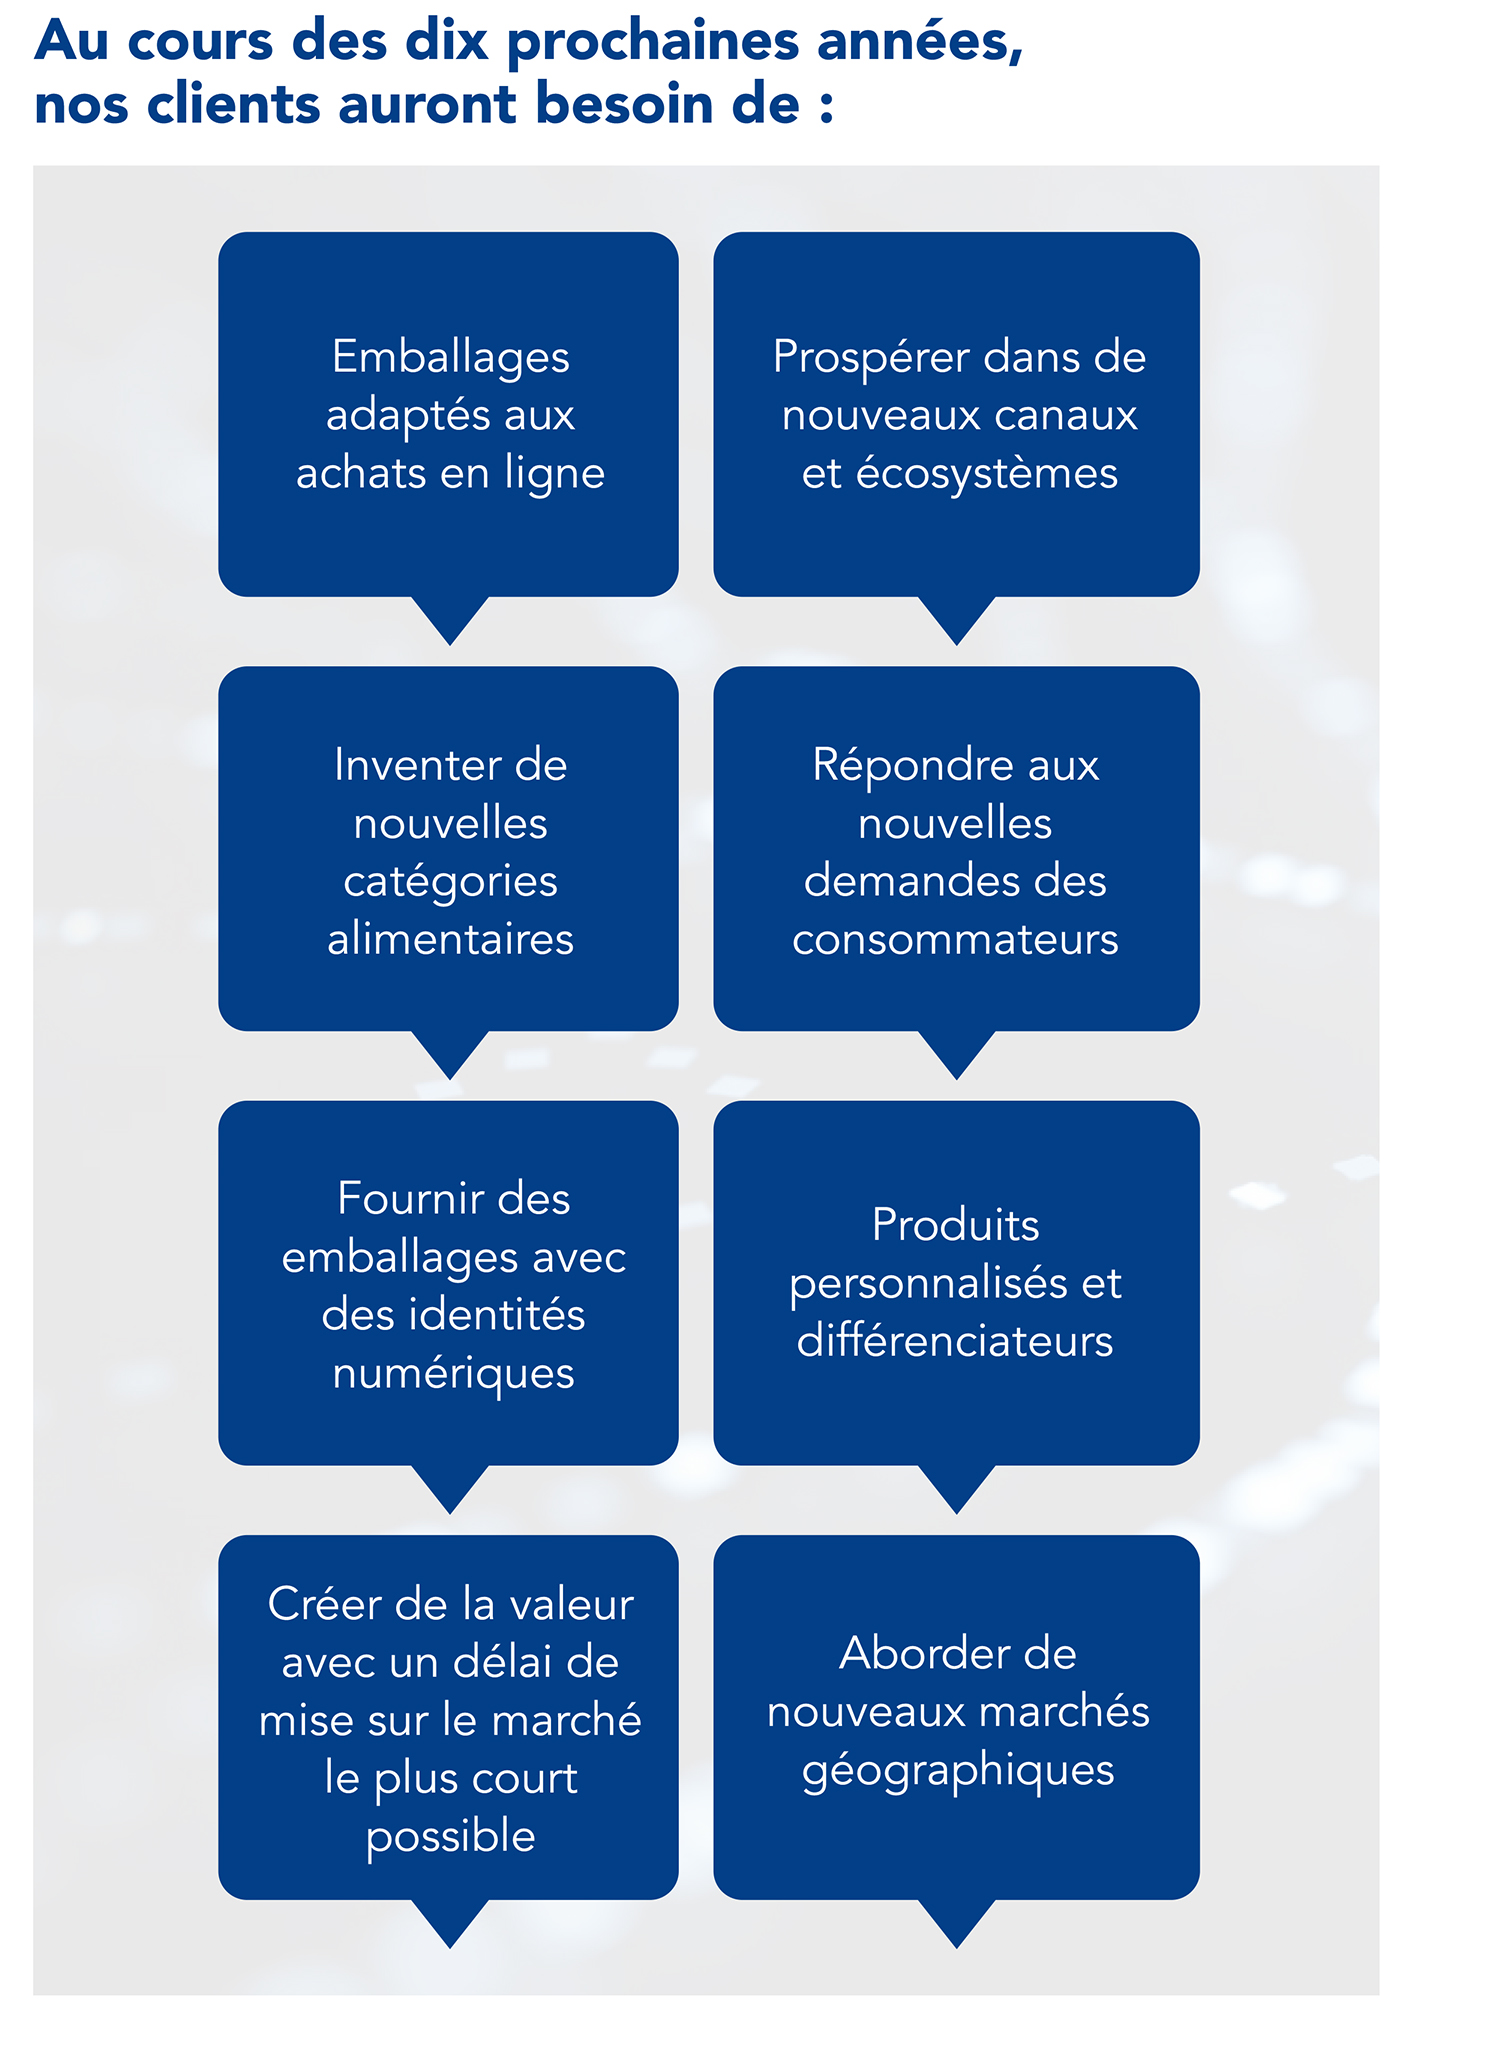 Au cours des dix prochaines années,
nos clients auront besoin de :
Emballages
adaptés aux
achats en ligne
Prospérer dans de
nouveaux canaux
et écosystèmes
Inventer de
nouvelles
catégories
alimentaires
Répondre aux
nouvelles
demandes des
consommateurs
Fournir des
emballages avec
des identités
numériques
Produits
personnalisés et
différenciateurs
Créer de la valeur
avec un délai de
mise sur le marché
le plus court
possible
Aborder de
nouveaux marchés
géographiques